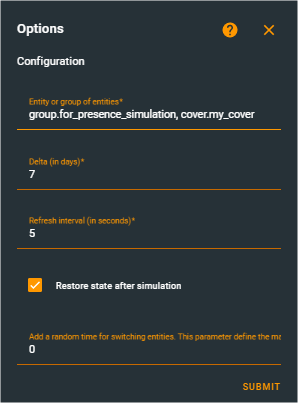 Options
Configuration
Entity or group of entities*
group.for_presence_simulation, cover.my_cover
Delta (in days)*
7
Refresh interval (in seconds)*
5
Restore state after simulation
Add a random time for switching entities. This parameter define the
0
SUBMIT